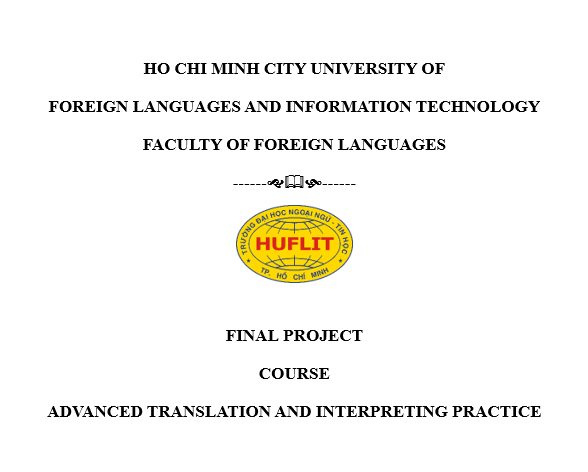 HO CHI MINH CITY UNIVERSITY OF
FOREIGN LANGUAGES AND INFORMATION TECHNOLOGY
FACULTY OF FOREIGN LANGUAGES
TRƯỜNG ĐẠI HỌC NGOẠI NGỮ - TIN HỌC
HUFLIT
TP. HỒ CHÍ MINH
FINAL PROJECT
COURSE
ADVANCED TRANSLATION AND INTERPRETING PRACTICE